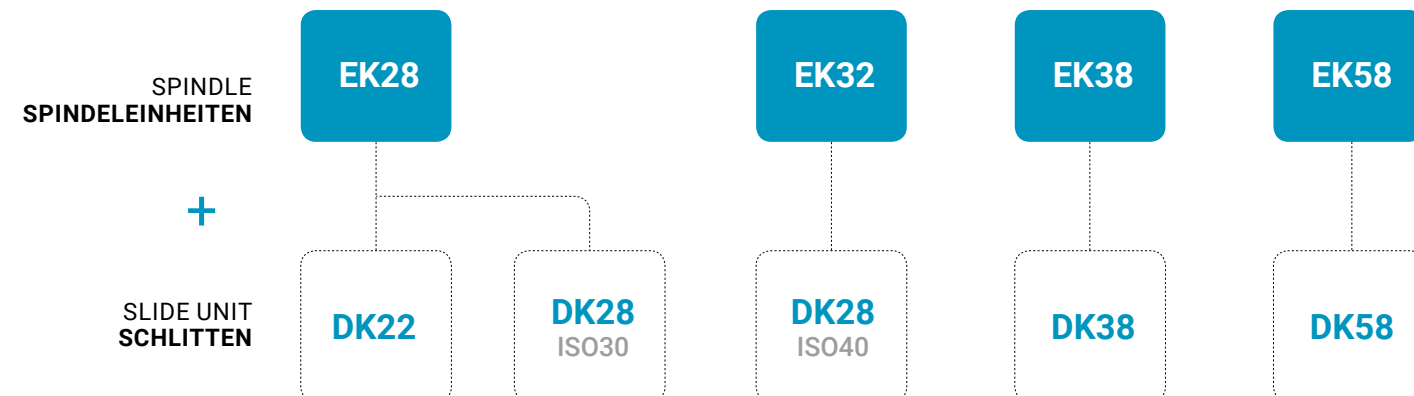 SPINDLE
SPINDELEINHEITEN
EK28
EK32
EK38
EK58
+
SLIDE UNIT
SCHLITTEN
DK22
DK28
ISO30
DK28
ISO40
DK38
DK58